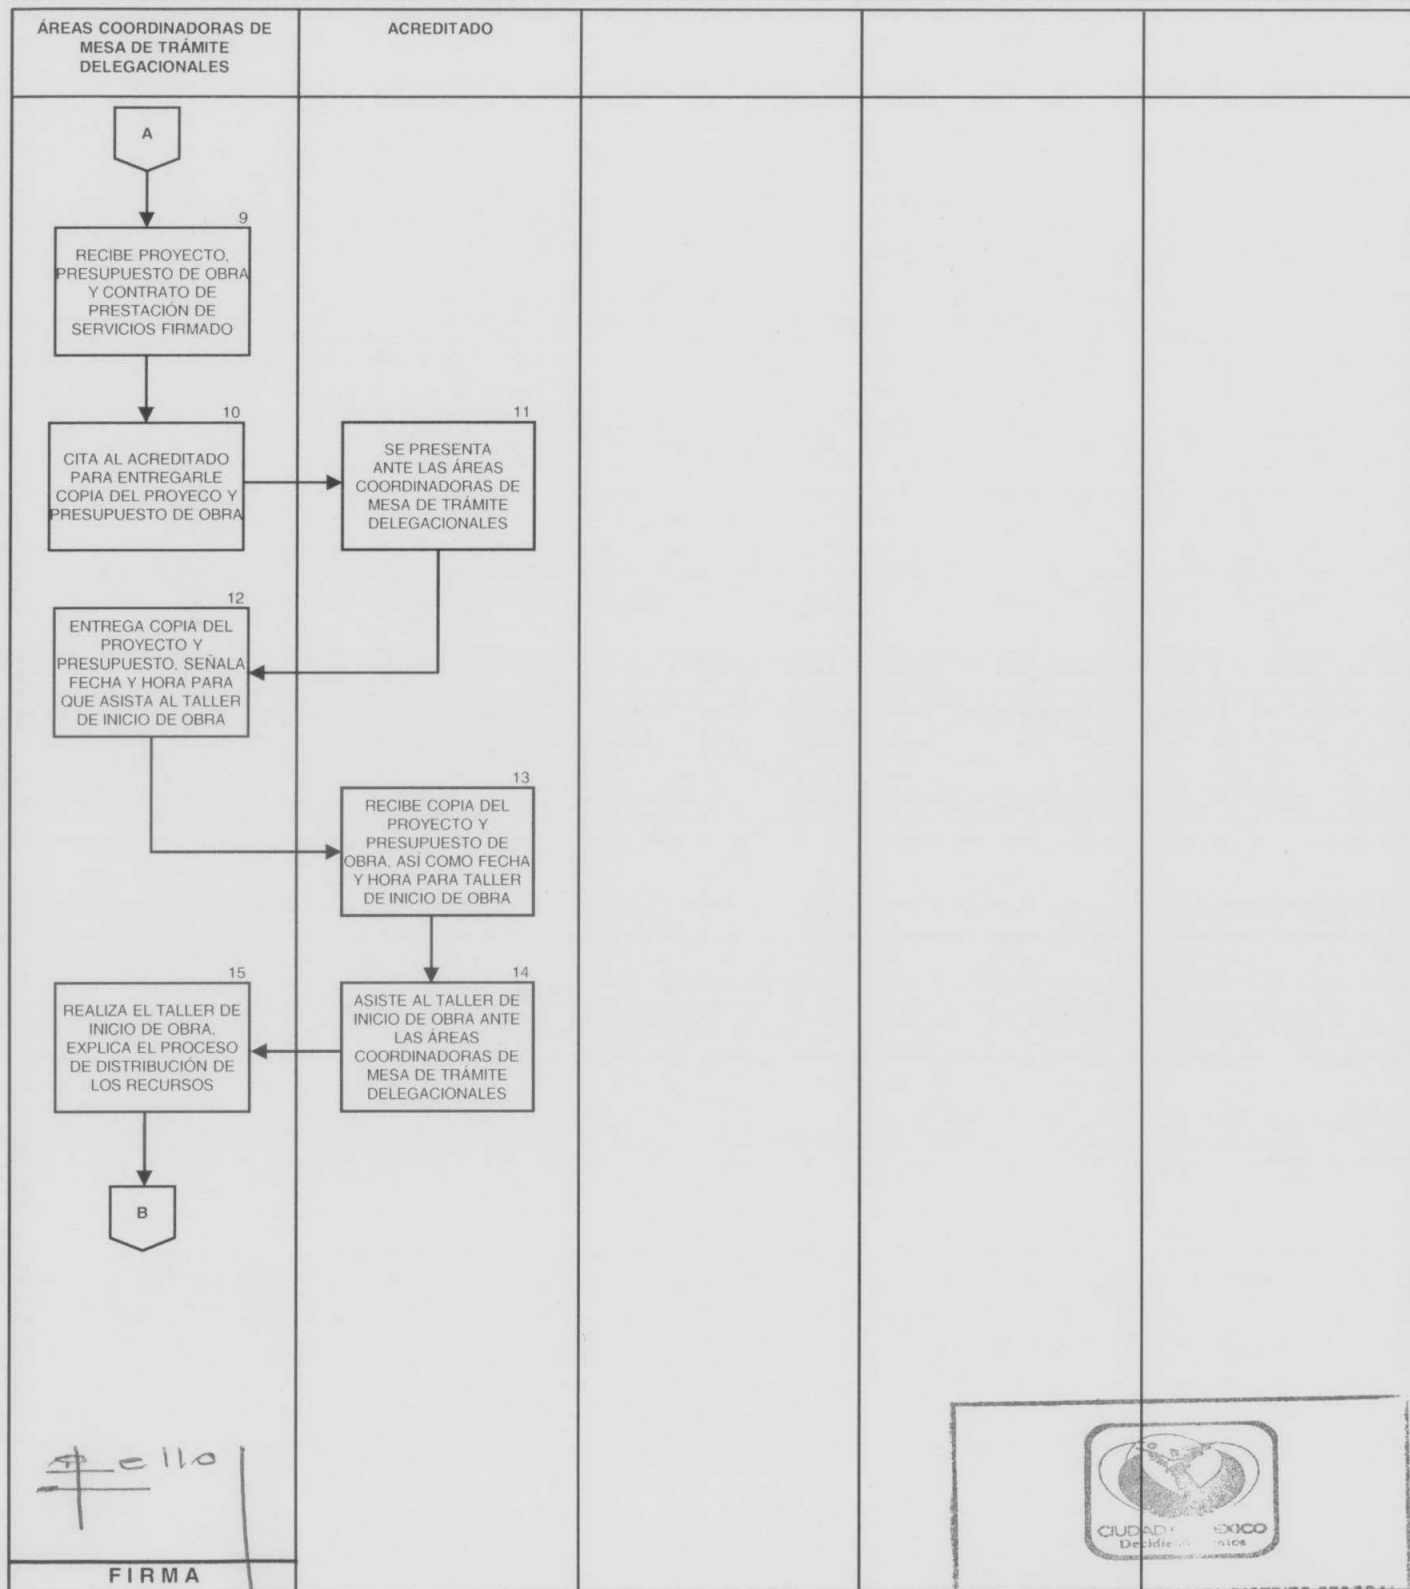 ÁREAS COORDINADORAS DE
MESA DE TRÁMITE
DELEGACIONALES
ACREDITADO
A
9
RECIBE PROYECTO,
PRESUPUESTO DE OBRA
Y CONTRATO DE
PRESTACIÓN DE
SERVICIOS FIRMADO
10
CITA AL ACREDITADO
PARA ENTREGARLE
COPIA DEL PROYECO Y
PRESUPUESTO DE OBRA
11
SE PRESENTA
ANTE LAS ÁREAS
COORDINADORAS DE
MESA DE TRÁMITE
DELEGACIONALES
12
ENTREGA COPIA DEL
PROYECTO Y
PRESUPUESTO, SEÑALA
FECHA Y HORA PARA
QUE ASISTA AL TALLER
DE INICIO DE OBRA
13
RECIBE COPIA DEL
PROYECTO Y
PRESUPUESTO DE
OBRA, ASÍ COMO FECHA
Y HORA PARA TALLER
DE INICIO DE OBRA
14
ASISTE AL TALLER DE
INICIO DE OBRA ANTE
LAS ÁREAS
COORDINADORAS DE
MESA DE TRÁMITE
DELEGACIONALES
15
REALIZA EL TALLER DE
INICIO DE OBRA,
EXPLICA EL PROCESO
DE DISTRIBUCIÓN DE
LOS RECURSOS
B
FIRMA
CIUDAD